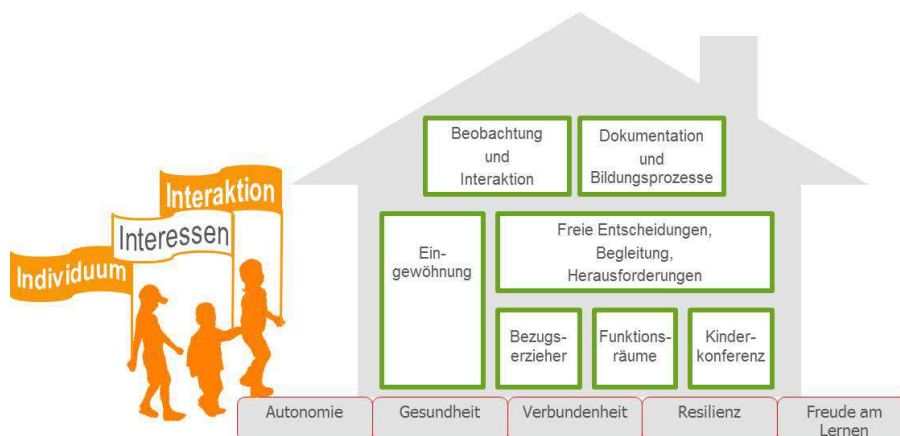 Interaktion
Interessen
Individuum
Beobachtung
und
Interaktion
Dokumentation
und
Bildungsprozesse
Ein-
gewöhnung
Freie Entscheidungen,
Begleitung,
Herausforderungen
Bezugs-
erzieher
Funktions-
räume
Kinder-
konferenz
Autonomie
Gesundheit
Verbundenheit
Resilienz
Freude am
Lernen